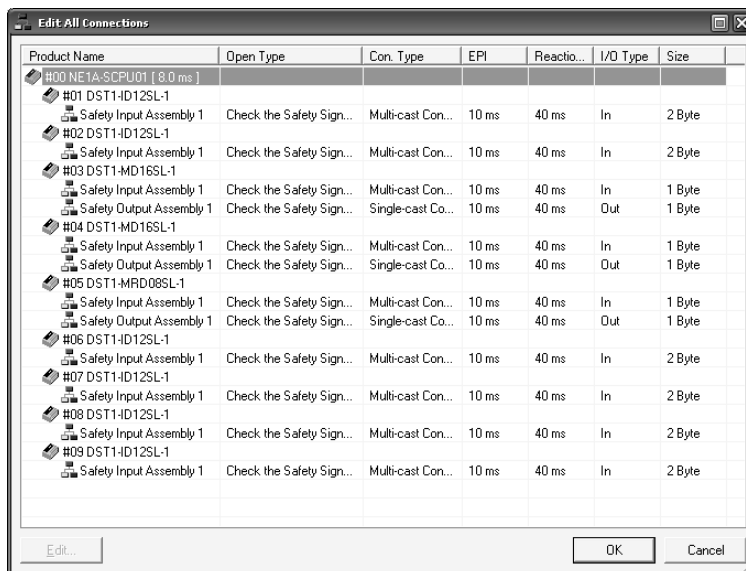 Edit All Connections
Product Name Open Type Con. Type EPI Reactio... I/O Type Size
#00 NE1A-SCPU01 [ 8.0 ms ]
#01 DST1-ID12SL-1
Safety Input Assembly 1 Check the Safety Sign... Multi-cast Con... 10 ms 40 ms In 2 Byte
#02 DST1-ID12SL-1
Safety Input Assembly 1 Check the Safety Sign... Multi-cast Con... 10 ms 40 ms In 2 Byte
#03 DST1-MD16SL-1
Safety Input Assembly 1 Check the Safety Sign... Multi-cast Con... 10 ms 40 ms In 1 Byte
Safety Output Assembly 1 Check the Safety Sign... Single-cast Co... 10 ms 40 ms Out 1 Byte
#04 DST1-MD16SL-1
Safety Input Assembly 1 Check the Safety Sign... Multi-cast Con... 10 ms 40 ms In 1 Byte
Safety Output Assembly 1 Check the Safety Sign... Single-cast Co... 10 ms 40 ms Out 1 Byte
#05 DST1-MRD08SL-1
Safety Input Assembly 1 Check the Safety Sign... Multi-cast Con... 10 ms 40 ms In 1 Byte
Safety Output Assembly 1 Check the Safety Sign... Single-cast Co... 10 ms 40 ms Out 1 Byte
#06 DST1-ID12SL-1
Safety Input Assembly 1 Check the Safety Sign... Multi-cast Con... 10 ms 40 ms In 2 Byte
#07 DST1-ID12SL-1
Safety Input Assembly 1 Check the Safety Sign... Multi-cast Con... 10 ms 40 ms In 2 Byte
#08 DST1-ID12SL-1
Safety Input Assembly 1 Check the Safety Sign... Multi-cast Con... 10 ms 40 ms In 2 Byte
#09 DST1-ID12SL-1
Safety Input Assembly 1 Check the Safety Sign... Multi-cast Con... 10 ms 40 ms In 2 Byte
Edit... OK Cancel